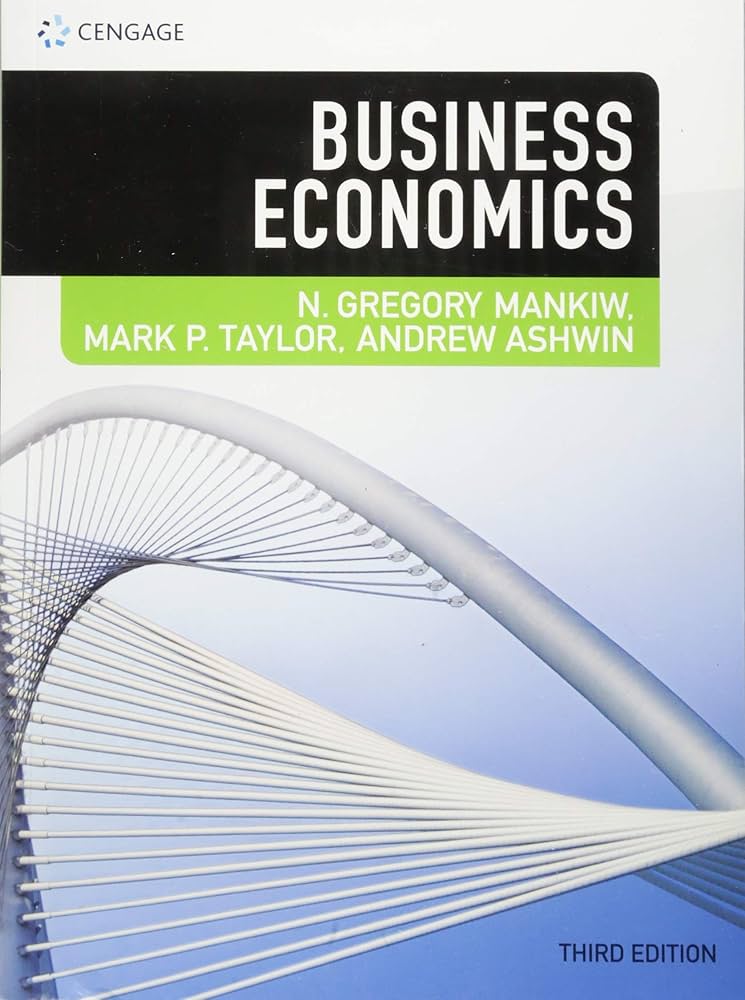 CENGAGE
BUSINESS
ECONOMICS
N. GREGORY MANKIW,
MARK P. TAYLOR, ANDREW ASHWIN
THIRD EDITION